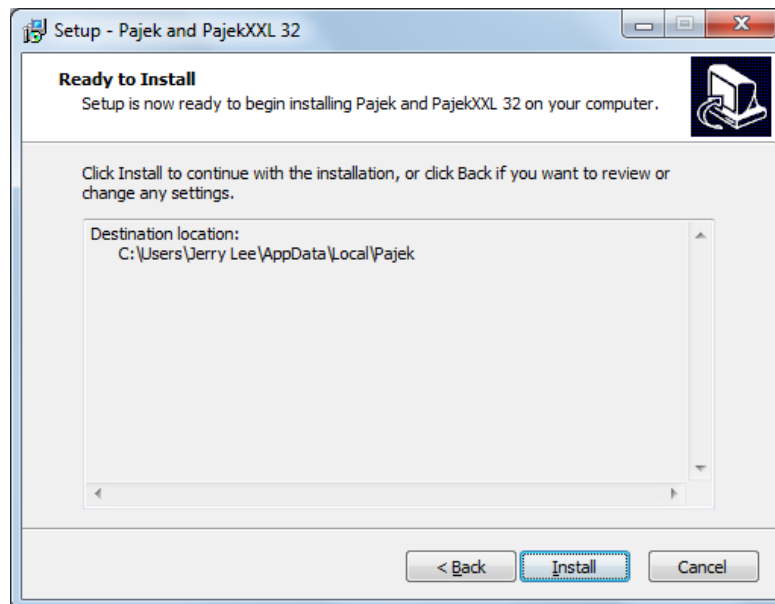 Setup - Pajek and PajekXXL 32
Ready to Install
Setup is now ready to begin installing Pajek and PajekXXL 32 on your computer.
Click Install to continue with the installation, or click Back if you want to review or
change any settings.
Destination location:
C:\Users\Jerry Lee\AppData\Local\Pajek
< Back
Install
Cancel